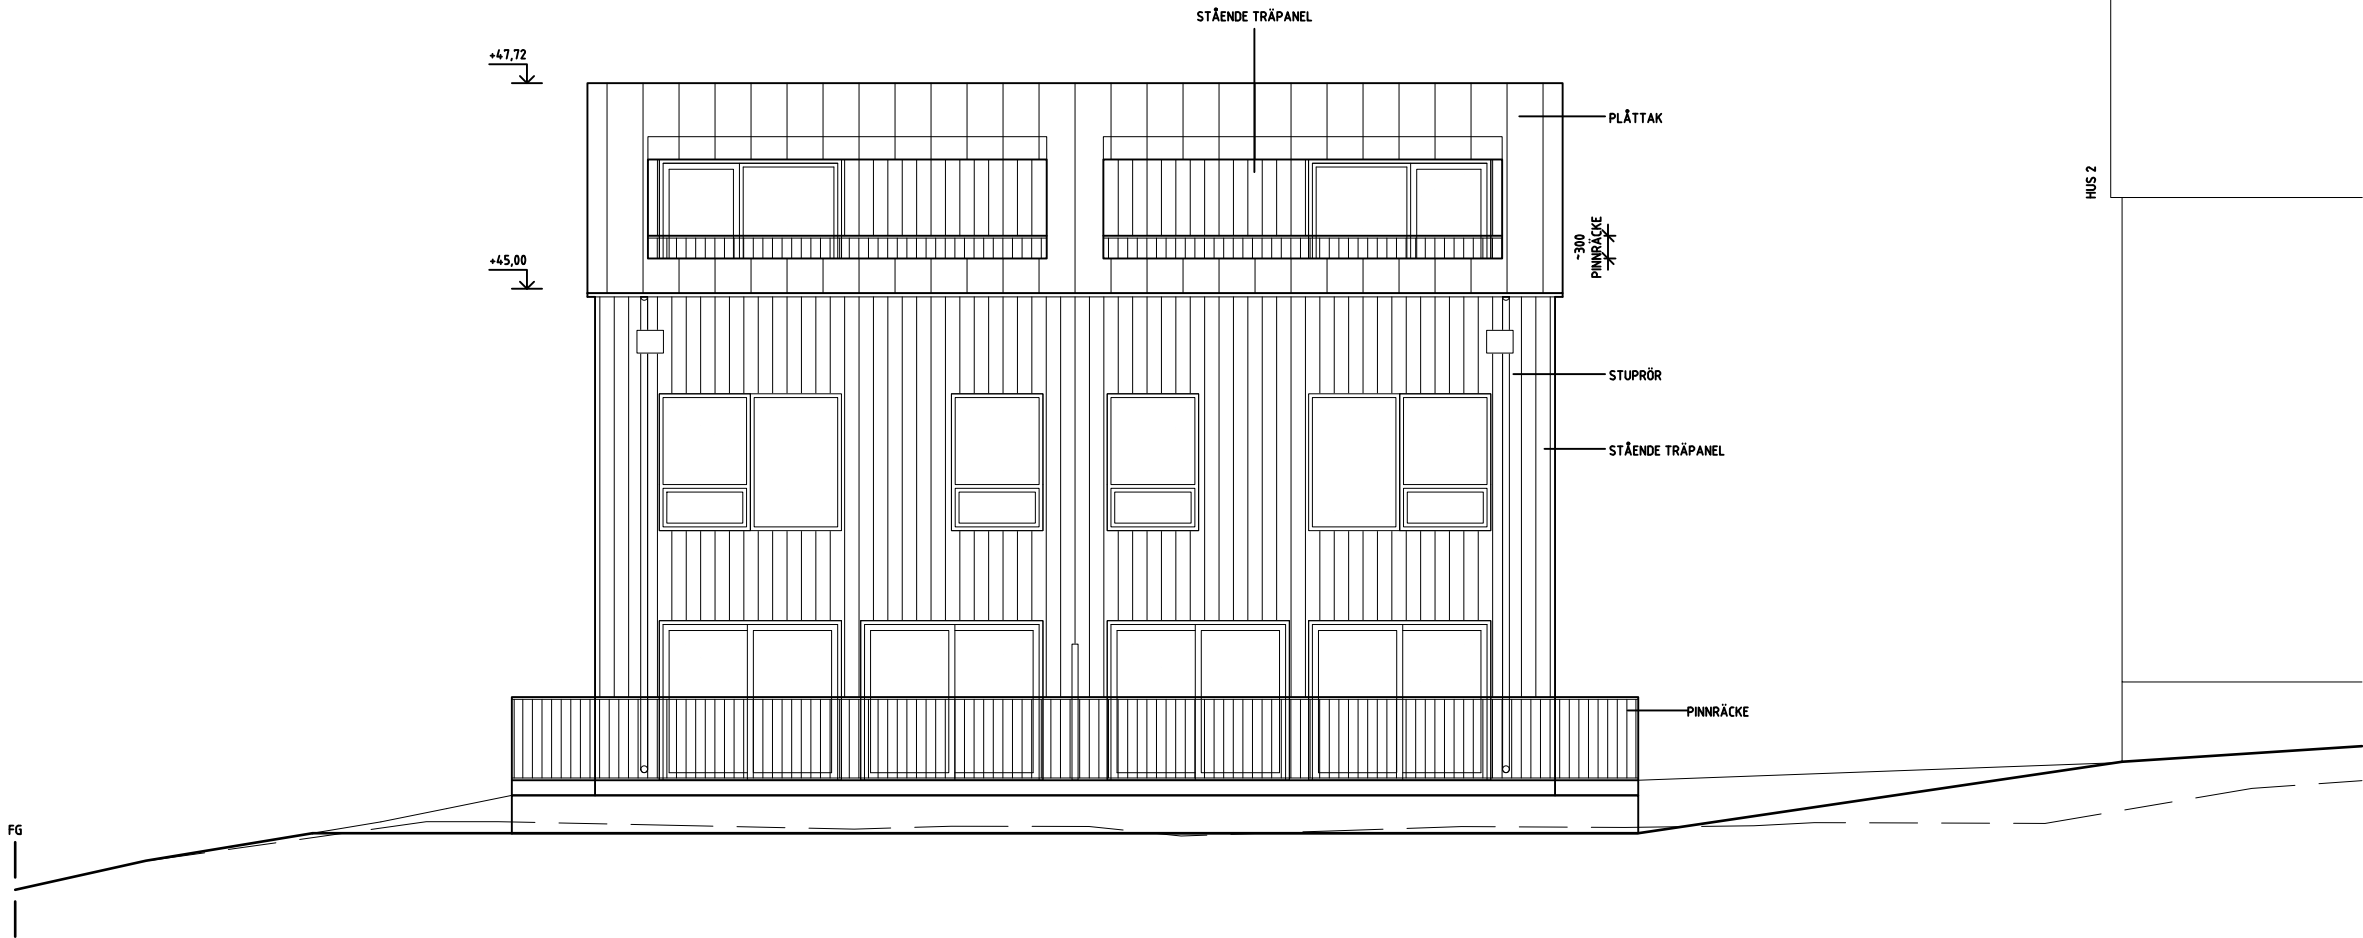 STÅENDE TRÄPANEL
+47,72
PLÅTTAK
HUS 2
~300
PINNRÄCKE
+45,00
STUPRÖR
STÅENDE TRÄPANEL
PINNRÄCKE
FG